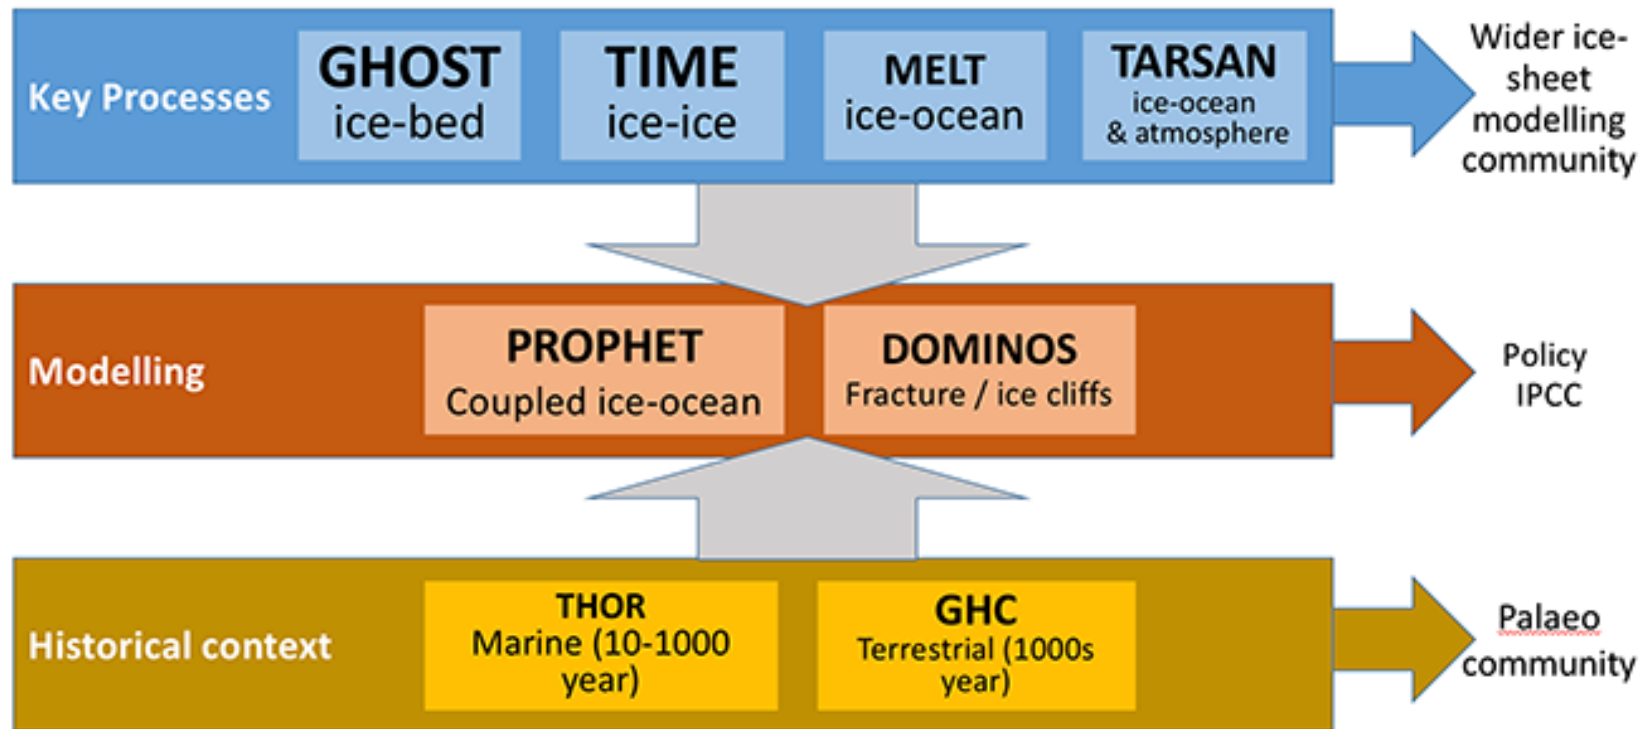 Key Processes
GHOST
ice-bed
TIME
ice-ice
MELT
ice-ocean
TARSAN
ice-ocean
& atmosphere
Wider ice-
sheet
modelling
community
Modelling
PROPHET
Coupled ice-ocean
DOMINOS
Fracture / ice cliffs
Policy
IPCC
Historical context
THOR
Marine (10-1000
year)
GHC
Terrestrial (1000s
year)
Palaeo
community